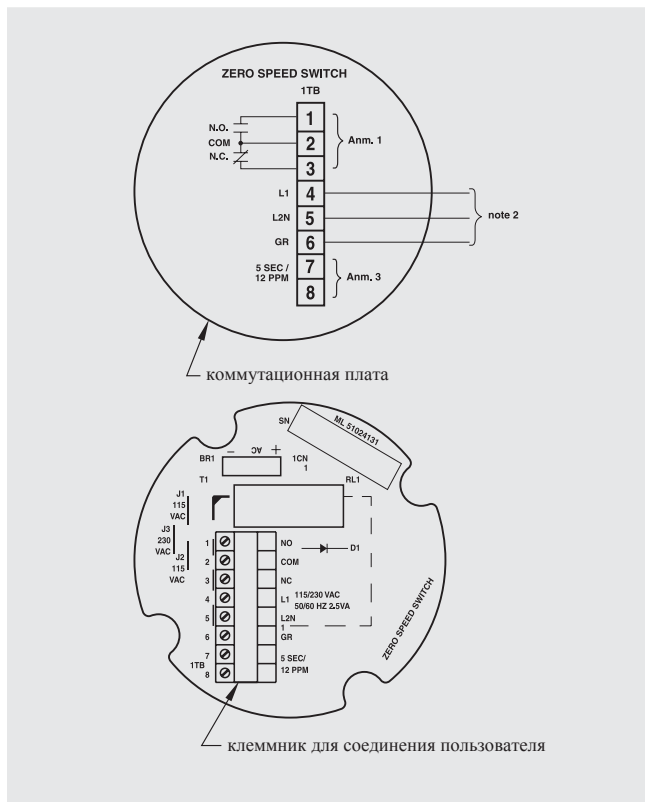 ZERO SPEED SWITCH
1TB
N.O.
COM
N.C.
1
2
3
4
5
6
7
8
Anm. 1
L1
L2N
GR
note 2
5 SEC /
12 PPM
Anm. 3
коммутационная плата
SN
ML 51024131
BR1
– AC +
1CN
1
T1
RL1
J1
115
VAC
J3
230
VAC
J2
115
VAC
1
2
3
4
5
6
7
8
1TB
NO
COM
NC
L1
L2N
1
GR
5 SEC/
12 PPM
D1
115/230 VAC
50/60 HZ 2.5VA
ZERO SPEED SWITCH
клеммник для соединения пользователя